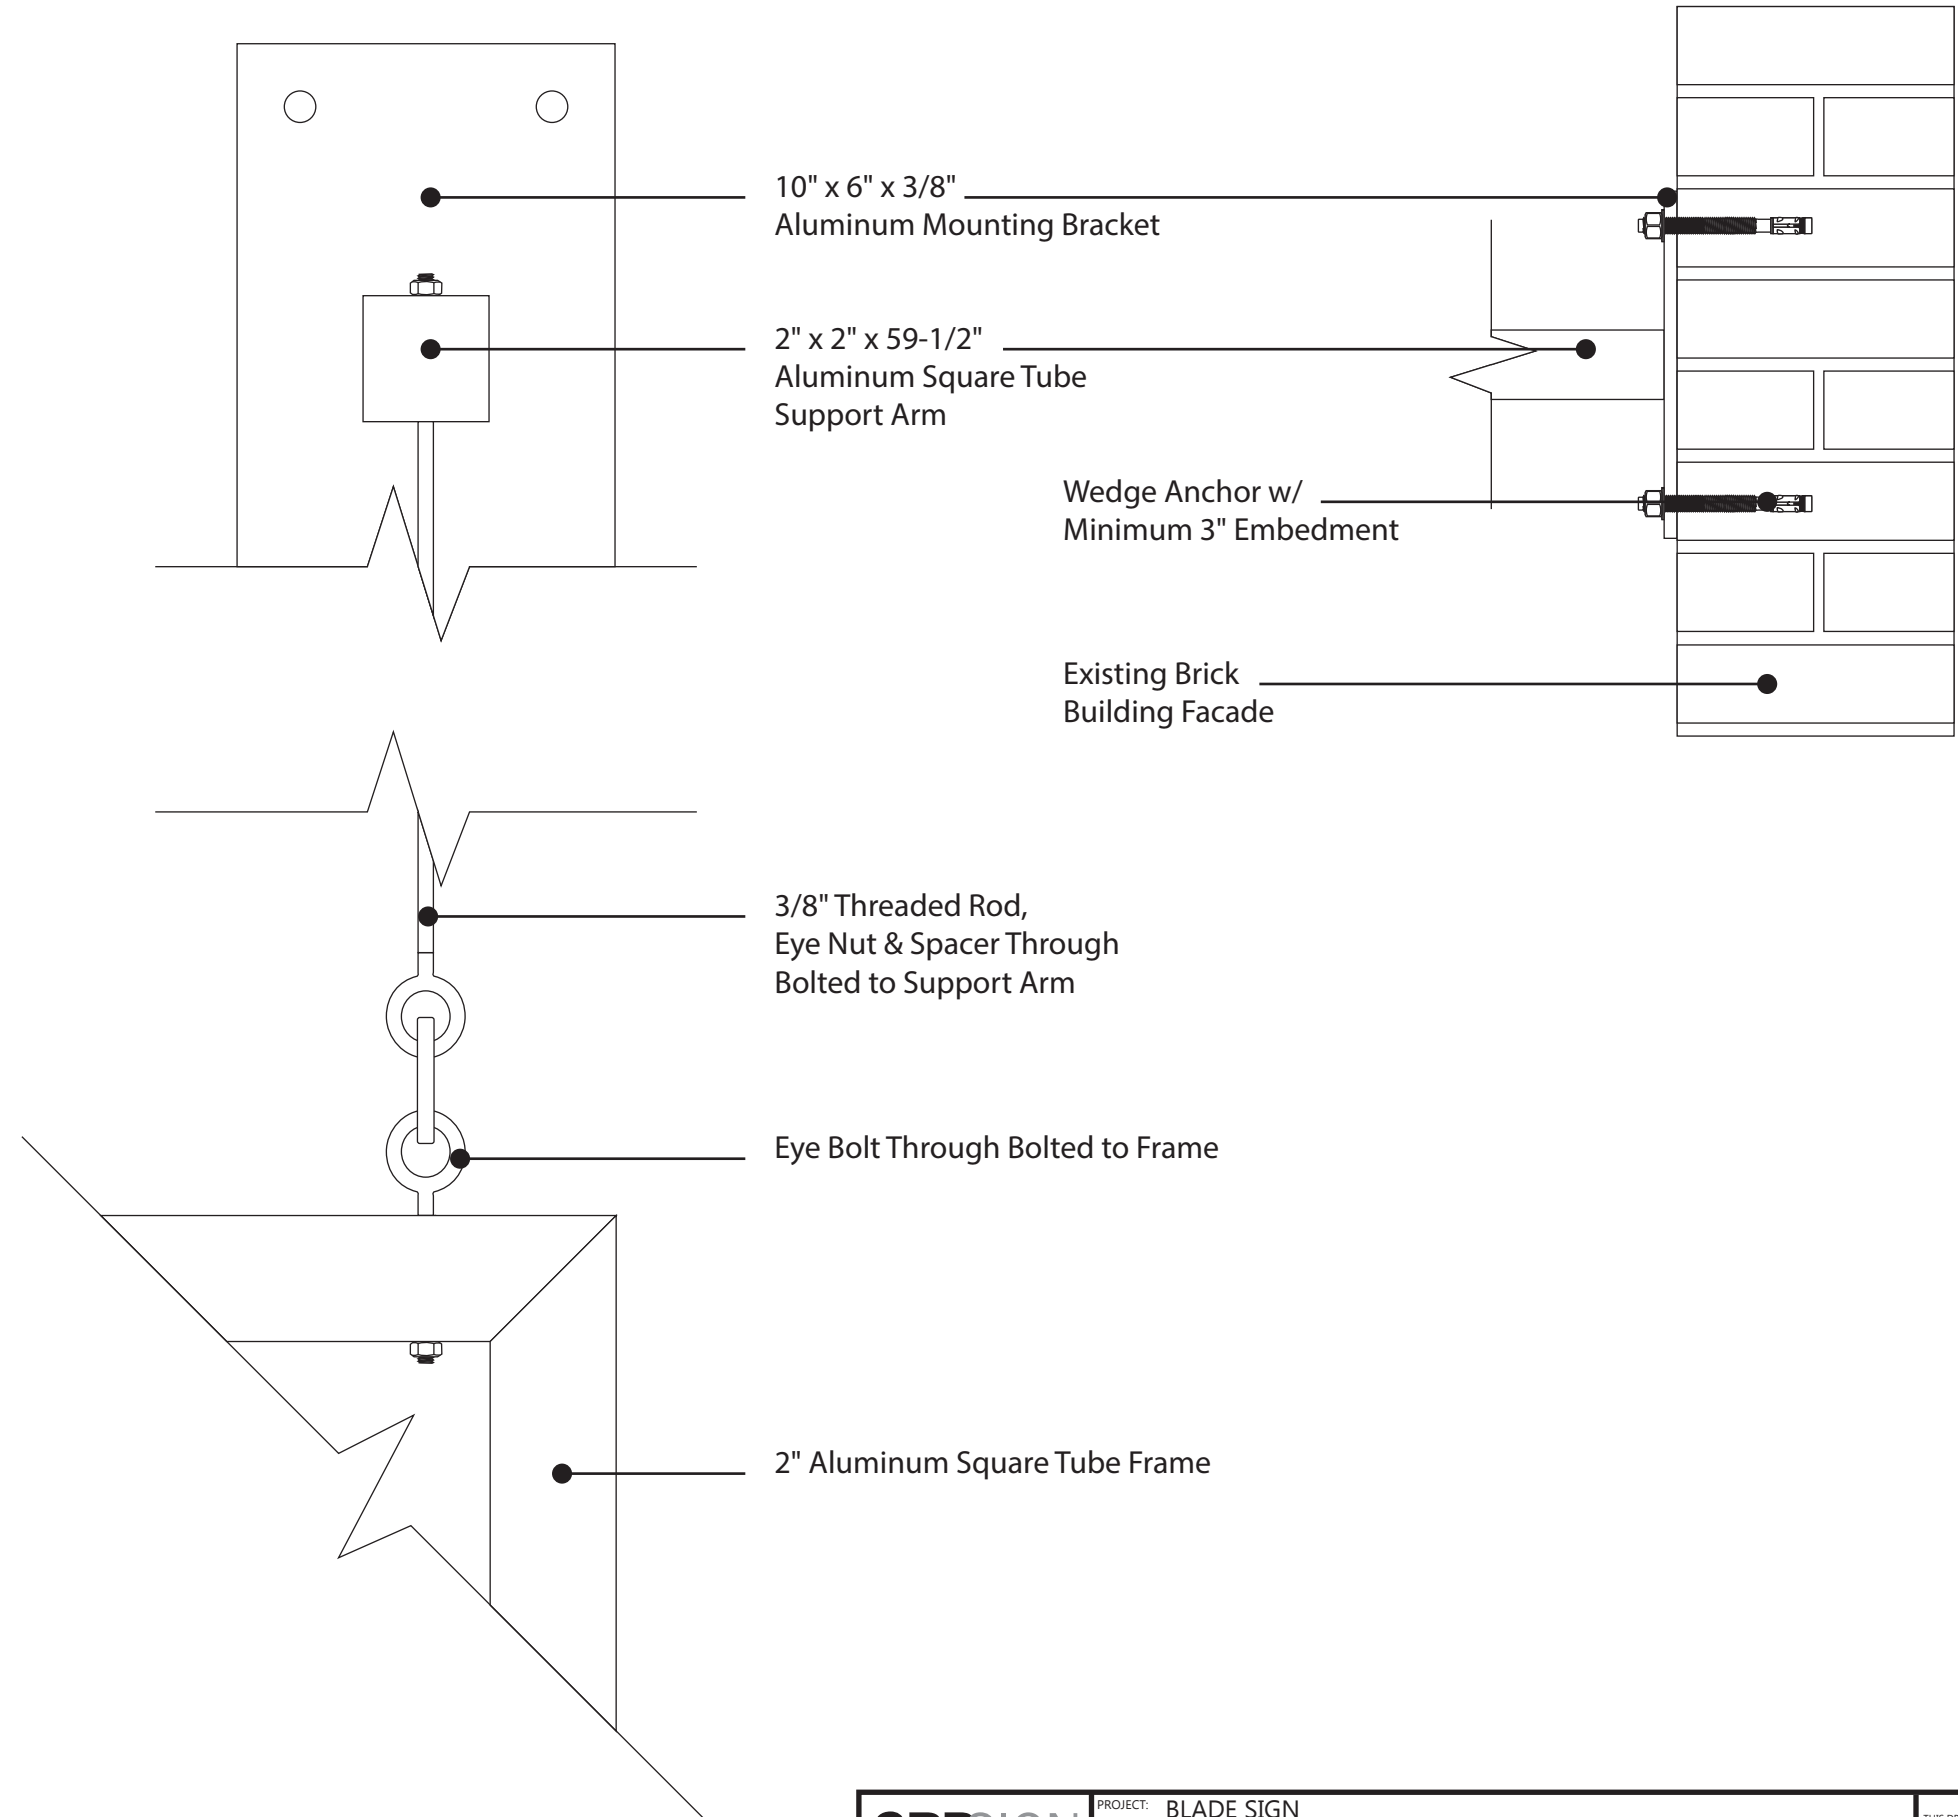 10" x 6" x 3/8"
Aluminum Mounting Bracket
2" x 2" x 59-1/2"
Aluminum Square Tube
Support Arm
Wedge Anchor w/
Minimum 3" Embedment
Existing Brick
Building Facade
3/8" Threaded Rod,
Eye Nut & Spacer Through
Bolted to Support Arm
Eye Bolt Through Bolted to Frame
2" Aluminum Square Tube Frame
PROJECT: BLADE SIGN